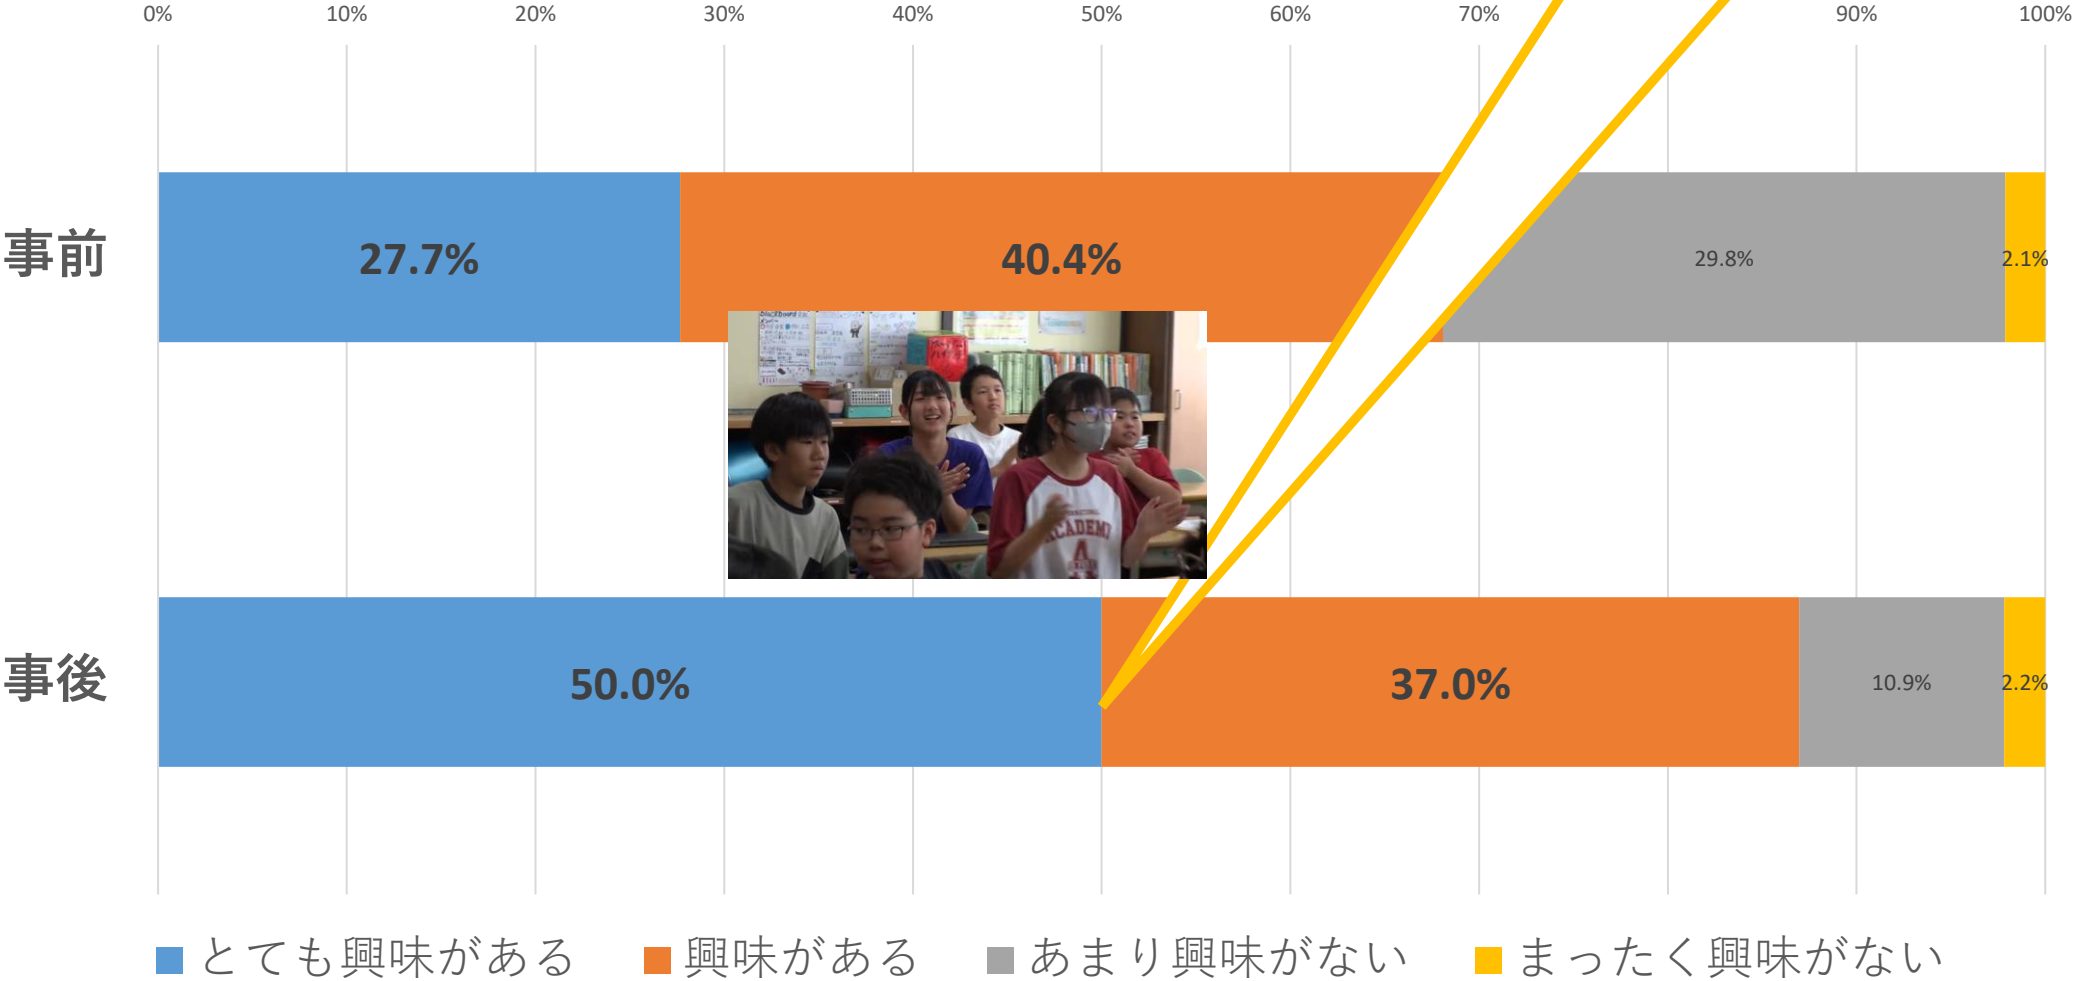 0% 10% 20% 30% 40% 50% 60% 70% 90% 100%
事前 27.7% 40.4% 29.8% 2.1%
blackboard
ACADEMY
事後 50.0% 37.0% 10.9% 2.2%
とても興味がある 興味がある あまり興味がない まったく興味がない